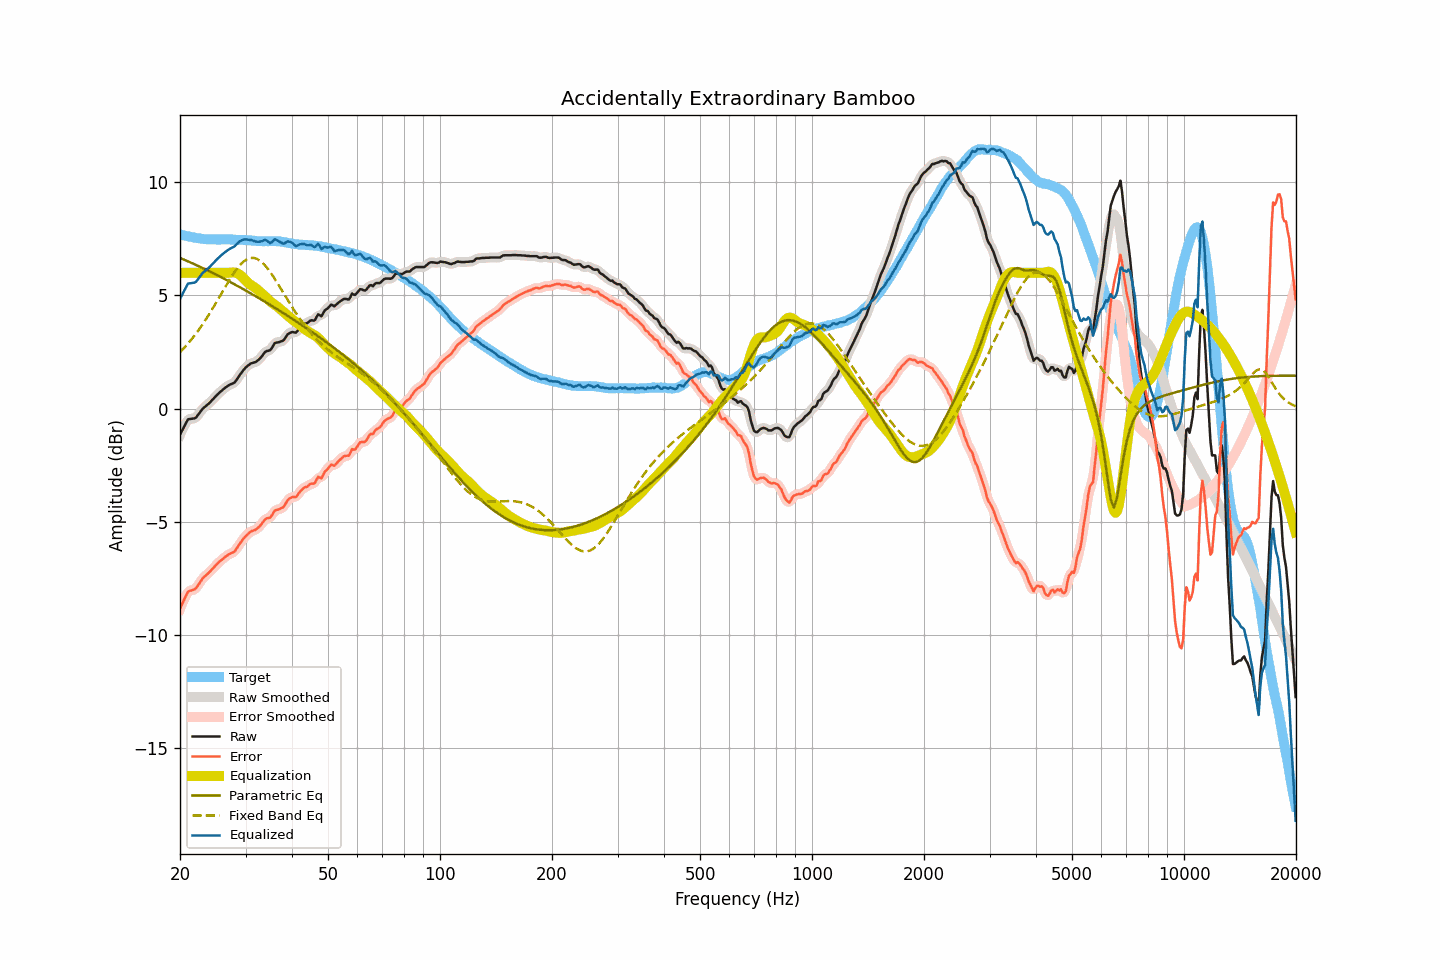 Accidentally Extraordinary Bamboo
10
5
0
−5
−10
−15
Amplitude (dBr)
Target
Raw Smoothed
Error Smoothed
Raw
Error
Equalization
Parametric Eq
Fixed Band Eq
Equalized
20 50 100 200 500 1000 2000 5000 10000 20000
Frequency (Hz)